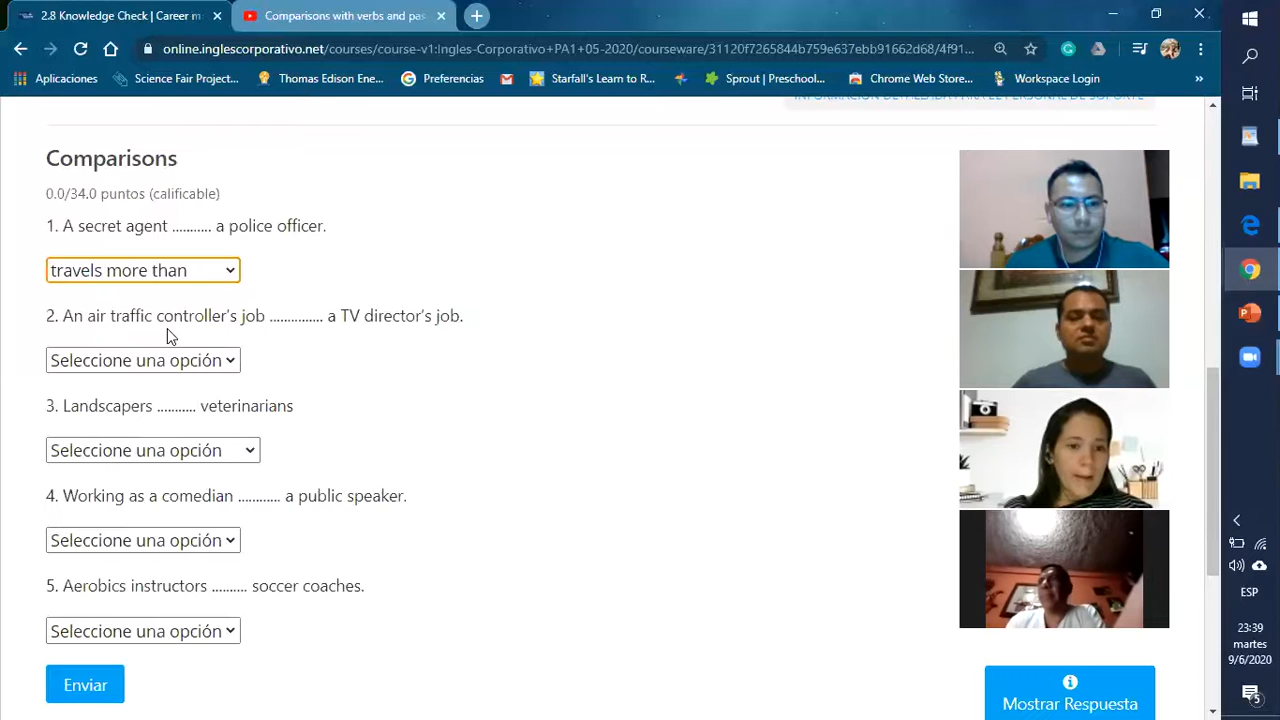 2.8 Knowledge Check | Career m
Comparisons with verbs and pas
online.inglescorporativo.net/courses/course-v1:Ingles-Corporativo+PA1+05-2020/courseware/31120f7265844b759e637ebb91662d68/4f91...
Aplicaciones
Science Fair Projec...
Thomas Edison Ene...
Preferencias
Starfall's Learn to R...
Sprout | Preschool...
Chrome Web Store...
Workspace Login
Comparisons
0.0/34.0 puntos (calificable)
1. A secret agent ........... a police officer.
travels more than
2. An air traffic controller's job .............. a TV director's job.
Seleccione una opción
3. Landscapers .......... veterinarians
Seleccione una opción
4. Working as a comedian ............ a public speaker.
Seleccione una opción
5. Aerobics instructors .......... soccer coaches.
Seleccione una opción
Enviar
Mostrar Respuesta
ESP
23:39
martes
9/6/2020
5